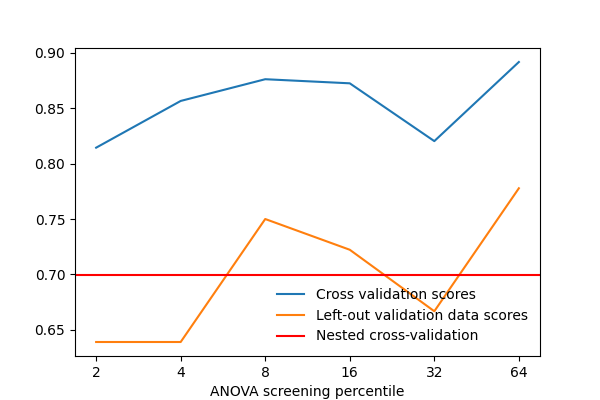 0.90
0.85
0.80
0.75
0.70
0.65
Cross validation scores
Left-out validation data scores
Nested cross-validation
2 4 8 16 32 64
ANOVA screening percentile